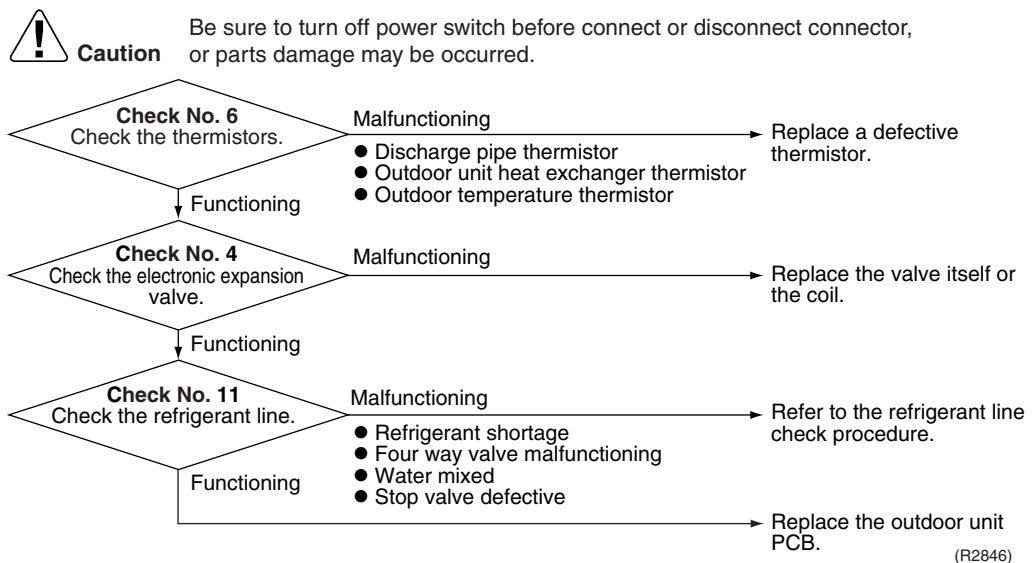 Be sure to turn off power switch before connect or disconnect connector,
Caution or parts damage may be occurred.
Check No. 6
Check the thermistors.
Malfunctioning
● Discharge pipe thermistor
● Outdoor unit heat exchanger thermistor
● Outdoor temperature thermistor
Replace a defective
thermistor.
Functioning
Check No. 4
Check the electronic expansion
valve.
Malfunctioning
Replace the valve itself or
the coil.
Functioning
Check No. 11
Check the refrigerant line.
Malfunctioning
● Refrigerant shortage
● Four way valve malfunctioning
● Water mixed
● Stop valve defective
Refer to the refrigerant line
check procedure.
Functioning
Replace the outdoor unit
PCB.
(R2846)